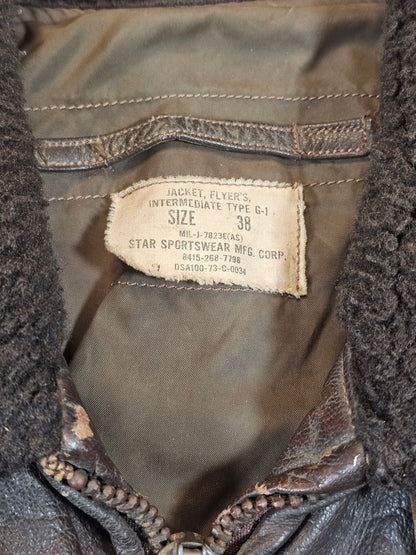 JACKET, FLYER'S,
INTERMEDIATE TYPE G-1
SIZE 38
MIL-J-7823E(AS)
STAR SPORTSWEAR MFG. CORP.
8415-268-7798
DSA100-73-C-0034